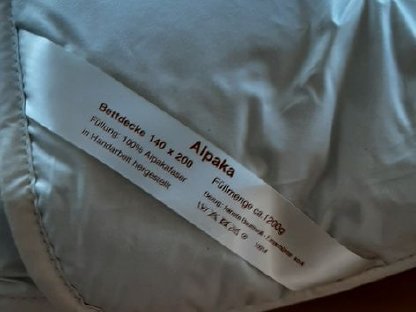 Alpaka
Bettdecke 140 x 200
Füllmenge ca.1200g
Füllung: 100% Alpakafaser
in Handarbeit hergestellt